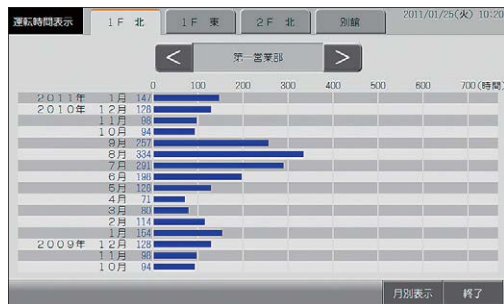 運転時間表示 1F 北 1F 東 2F 北 別館 2011/01/25(火) 10:20
< 第一営業部 >
0 100 200 300 400 500 600 700(時間)
2011年 1月 147
2010年 12月 128
11月 98
10月 94
9月 257
8月 334
7月 291
6月 198
5月 128
4月 71
3月 80
2月 114
1月 154
2009年 12月 128
11月 98
10月 94
月別表示 終了